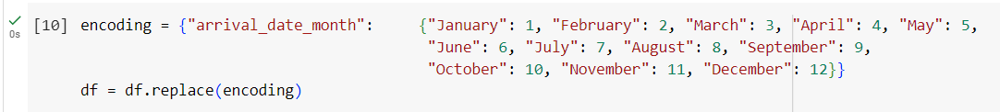 [10] encoding = {"arrival_date_month":    {"January": 1, "February": 2, "March": 3, "April": 4, "May": 5,
"June": 6, "July": 7, "August": 8, "September": 9,
"October": 10, "November": 11, "December": 12}}
0s
df = df.replace(encoding)